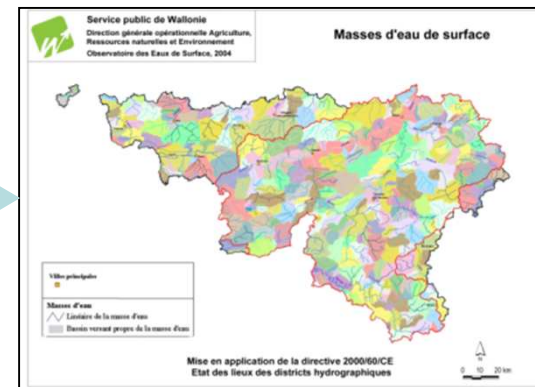 Service public de Wallonie
Direction générale opérationnelle Agriculture,
Ressources naturelles et Environnement
Observatoire des Eaux de Surface, 2004
Masses d'eau de surface
Villes principales
Masses d'eau
Linéaire de la masse d'eau
Bassin versant propre de la masse d'eau
Mise en application de la directive 2000/60/CE
Etat des lieux des districts hydrographiques
N
0 10 20 km